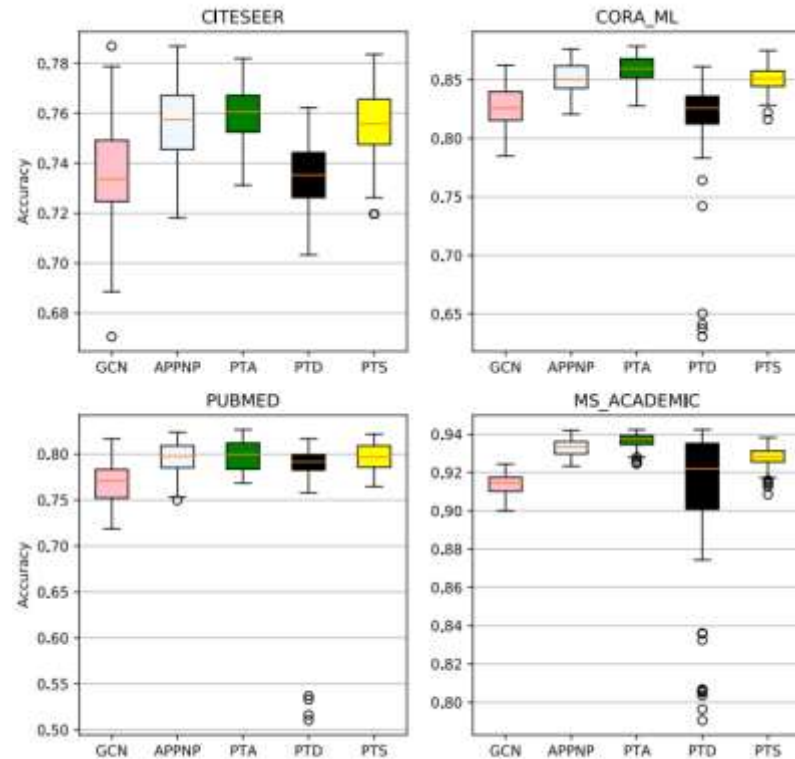 CITESEER
Accuracy
0.78
0.76
0.74
0.72
0.70
0.68
GCN APPNP PTA PTD PTS
CORA_ML
0.85
0.80
0.75
0.70
0.65
GCN APPNP PTA PTD PTS
PUBMED
Accuracy
0.80
0.75
0.70
0.65
0.60
0.55
0.50
GCN APPNP PTA PTD PTS
MS_ACADEMIC
0.94
0.92
0.90
0.88
0.86
0.84
0.82
0.80
GCN APPNP PTA PTD PTS